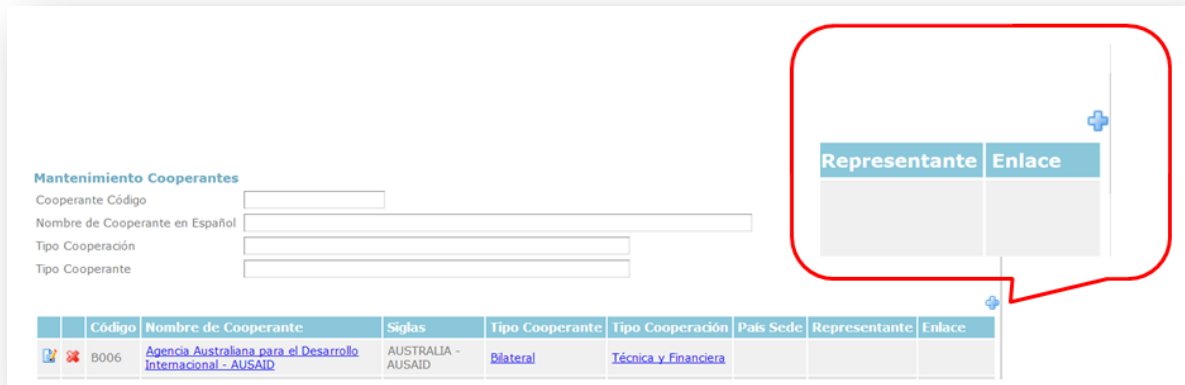 Representante Enlace
Mantenimiento Cooperantes
Cooperante Código
Nombre de Cooperante en Español
Tipo Cooperación
Tipo Cooperante
Código Nombre de Cooperante Siglas Tipo Cooperante Tipo Cooperación País Sede Representante Enlace
B006 Agencia Australiana para el Desarrollo Internacional - AUSAID AUSTRALIA - AUSAID Bilateral Técnica y Financiera